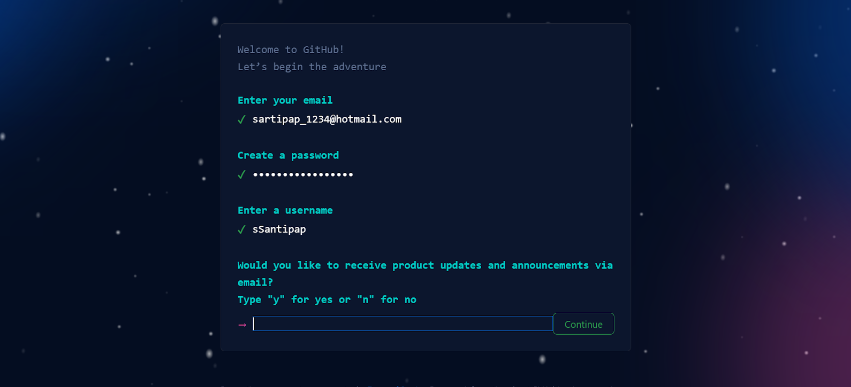 Welcome to GitHub!
Let’s begin the adventure
Enter your email
✓ sartipap_1234@hotmail.com
Create a password
✓ •••••••••••••••••
Enter a username
✓ sSantipap
Would you like to receive product updates and announcements via
email?
Type "y" for yes or "n" for no
→ Continue